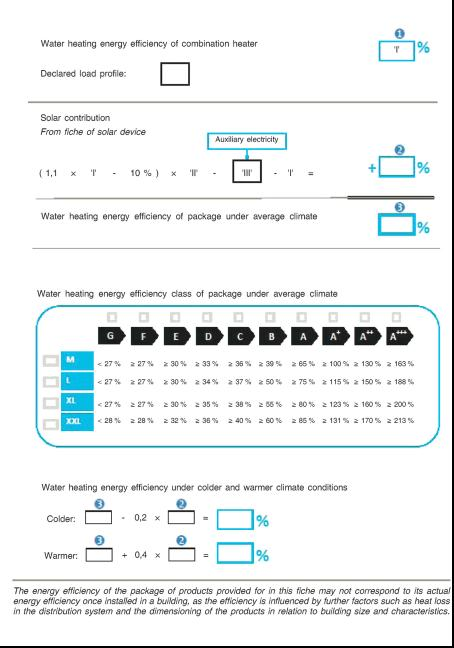 1
Water heating energy efficiency of combination heater 'I' %
Declared load profile:
Solar contribution
From fiche of solar device
Auxiliary electricity
2
( 1,1 × 'I' - 10 % ) × 'II' - 'III' - 'I' = + %
3
Water heating energy efficiency of package under average climate %
Water heating energy efficiency class of package under average climate
G F E D C B A A+ A++ A+++
M < 27 % ≥ 27 % ≥ 30 % ≥ 33 % ≥ 36 % ≥ 39 % ≥ 65 % ≥ 100 % ≥ 130 % ≥ 163 %
L < 27 % ≥ 27 % ≥ 30 % ≥ 34 % ≥ 37 % ≥ 50 % ≥ 75 % ≥ 115 % ≥ 150 % ≥ 188 %
XL < 27 % ≥ 27 % ≥ 30 % ≥ 35 % ≥ 38 % ≥ 55 % ≥ 80 % ≥ 123 % ≥ 160 % ≥ 200 %
XXL < 28 % ≥ 28 % ≥ 32 % ≥ 36 % ≥ 40 % ≥ 60 % ≥ 85 % ≥ 131 % ≥ 170 % ≥ 213 %
Water heating energy efficiency under colder and warmer climate conditions
3 2
Colder: - 0,2 × = %
3 2
Warmer: + 0,4 × = %
The energy efficiency of the package of products provided for in this fiche may not correspond to its actual
energy efficiency once installed in a building, as the efficiency is influenced by further factors such as heat loss
in the distribution system and the dimensioning of the products in relation to building size and characteristics.